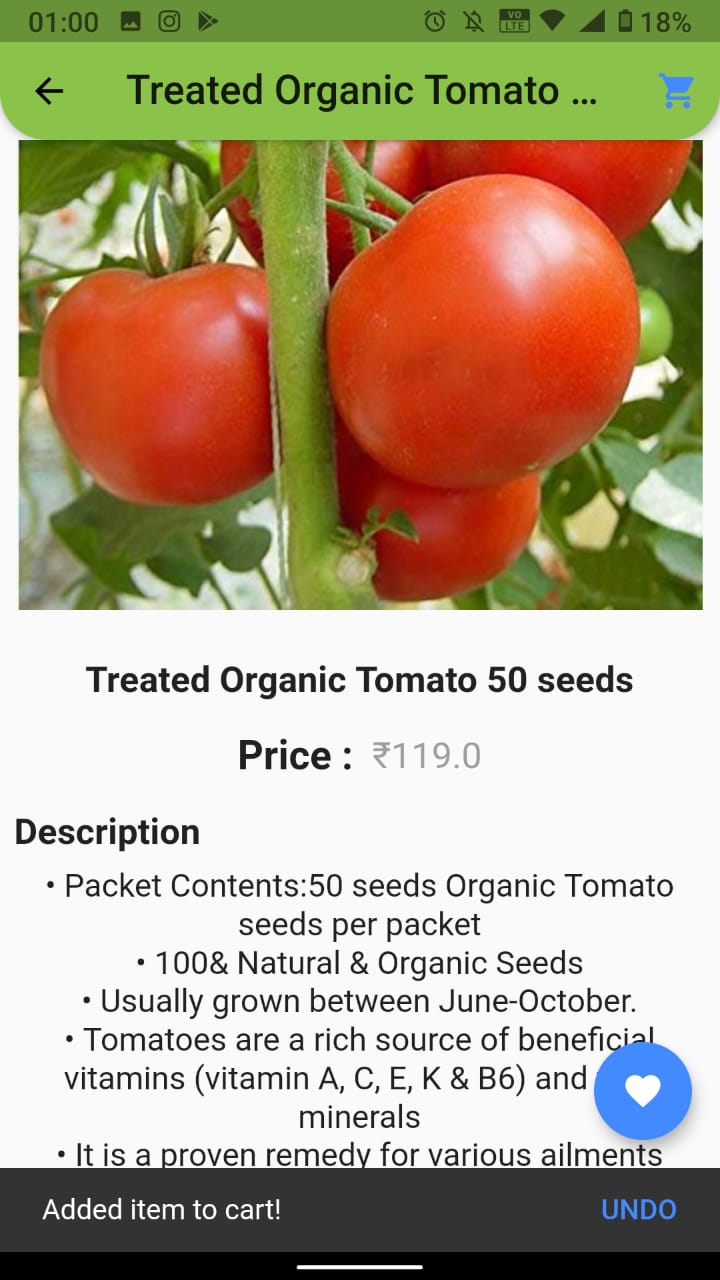 01:00
VO LTE 18%
Treated Organic Tomato ...
Treated Organic Tomato 50 seeds
Price : ₹119.0
Description
• Packet Contents:50 seeds Organic Tomato
seeds per packet
• 100& Natural & Organic Seeds
• Usually grown between June-October.
• Tomatoes are a rich source of beneficial
vitamins (vitamin A, C, E, K & B6) and
minerals
• It is a proven remedy for various ailments
Added item to cart! UNDO